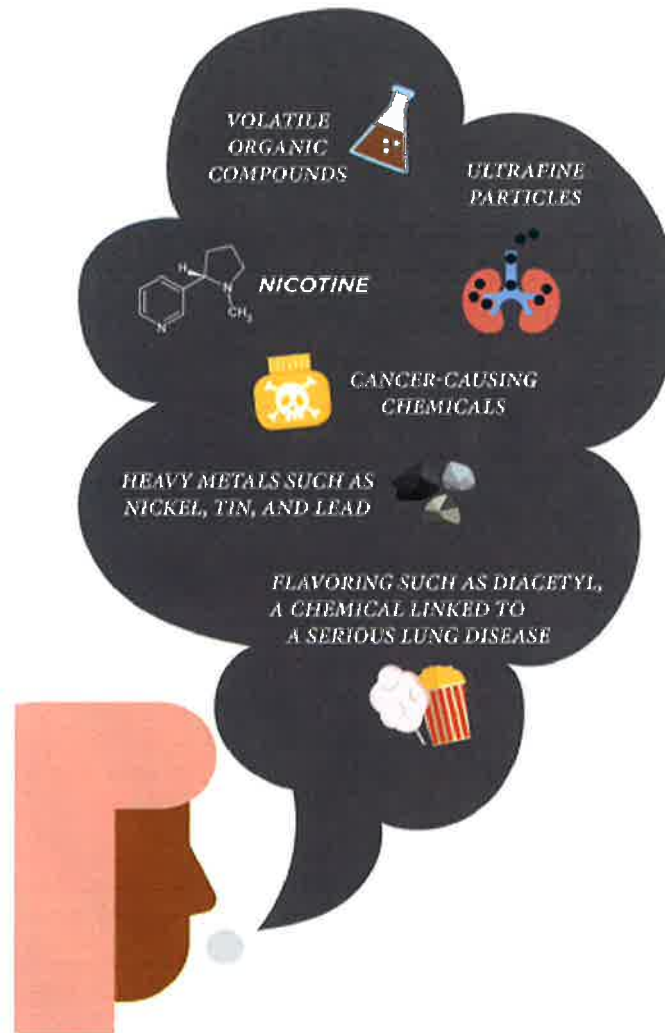 VOLATILE
ORGANIC
COMPOUNDS
ULTRAFINE
PARTICLES
H
N
CH₃
N
NICOTINE
CANCER-CAUSING
CHEMICALS
HEAVY METALS SUCH AS
NICKEL, TIN, AND LEAD
FLAVORING SUCH AS DIACETYL,
A CHEMICAL LINKED TO
A SERIOUS LUNG DISEASE